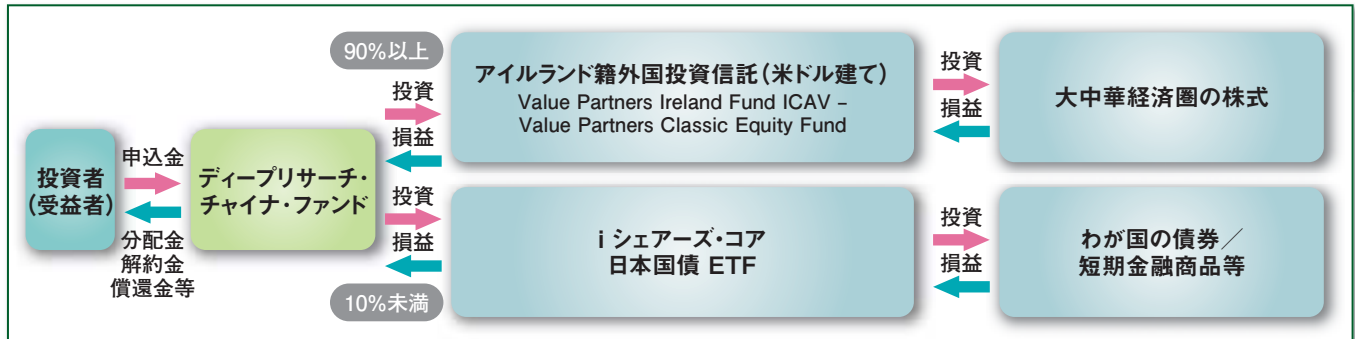 投資者
(受益者)
申込金
分配金
解約金
償還金等
ディープリサーチ・
チャイナ・ファンド
90%以上
投資
損益
アイルランド籍外国投資信託(米ドル建て)
Value Partners Ireland Fund ICAV –
Value Partners Classic Equity Fund
投資
損益
大中華経済圏の株式
投資
損益
10%未満
i シェアーズ・コア
日本国債 ETF
投資
損益
わが国の債券／
短期金融商品等